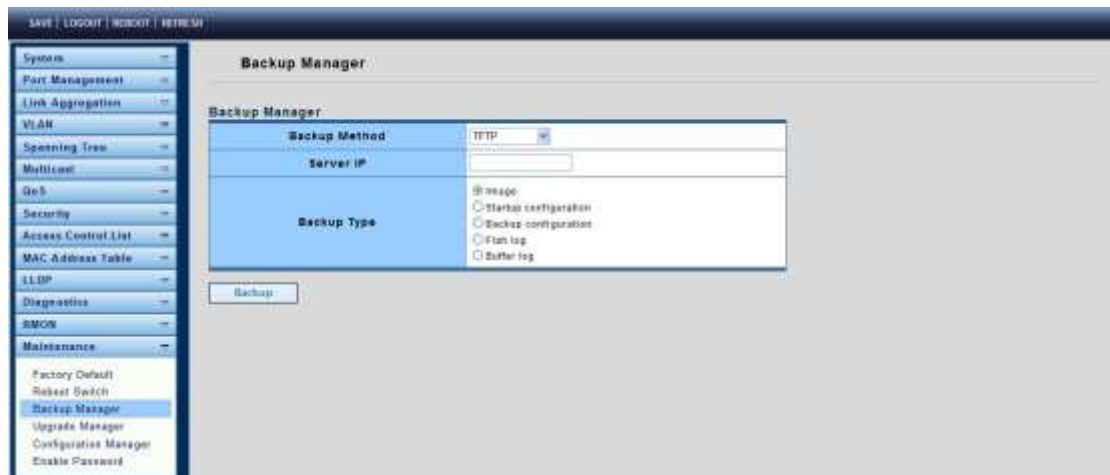 SAVE | LOGOUT | REBOOT | REFRESH
System
Port Management
Link Aggregation
VLAN
Spanning Tree
Multicast
QoS
Security
Access Control List
MAC Address Table
LLDP
Diagnostics
RMON
Maintenance
Factory Default
Reboot Switch
Backup Manager
Upgrade Manager
Configuration Manager
Enable Password
Backup Manager
Backup Manager
Backup Method
TFTP
Server IP
Backup Type
Image
Startup configuration
Backup configuration
Flash log
Buffer log
Backup